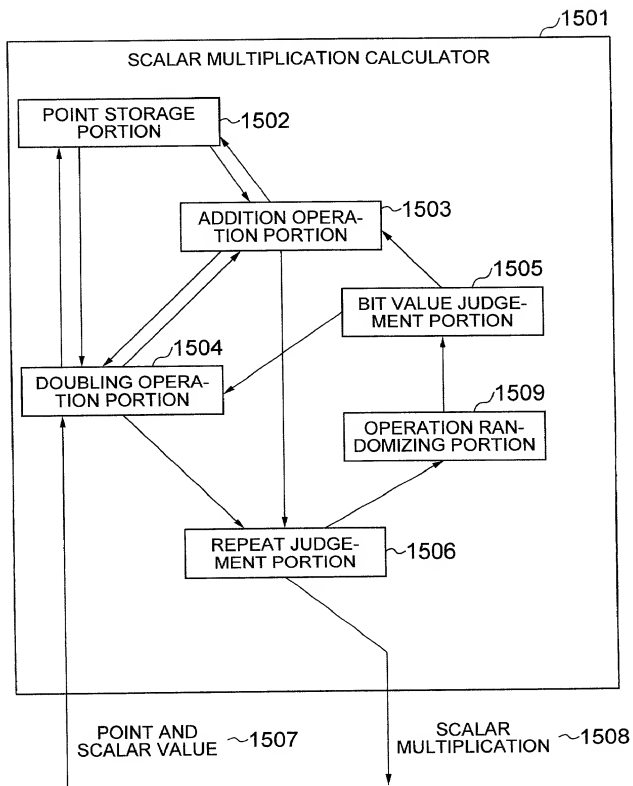 1501
SCALAR MULTIPLICATION CALCULATOR
POINT STORAGE
PORTION
1502
ADDITION OPERA-
TION PORTION
1503
1505
BIT VALUE JUDGE-
MENT PORTION
1504
DOUBLING OPERA-
TION PORTION
1509
OPERATION RAN-
DOMIZING PORTION
REPEAT JUDGE-
MENT PORTION
1506
POINT AND
SCALAR VALUE
1507
SCALAR
MULTIPLICATION
1508